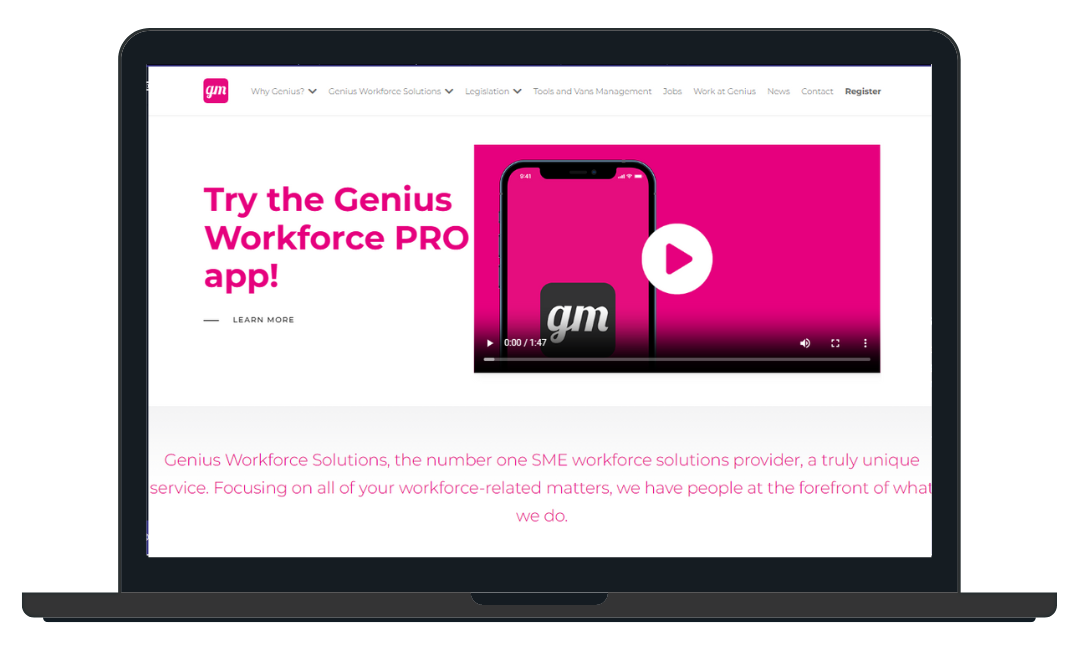 gm
Why Genius? Genius Workforce Solutions Legislation Tools and Vans Management Jobs Work at Genius News Contact Register
Try the Genius
Workforce PRO
app!
LEARN MORE
9:41
gm
0:00 / 1:47
Genius Workforce Solutions, the number one SME workforce solutions provider, a truly unique
service. Focusing on all of your workforce-related matters, we have people at the forefront of what
we do.